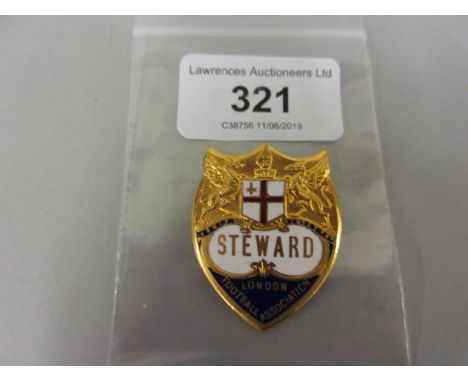 Lawrences Auctioneers Ltd
321
C38756 11/06/2019
STEWARD
LONDON
FOOTBALL ASSOCIATION